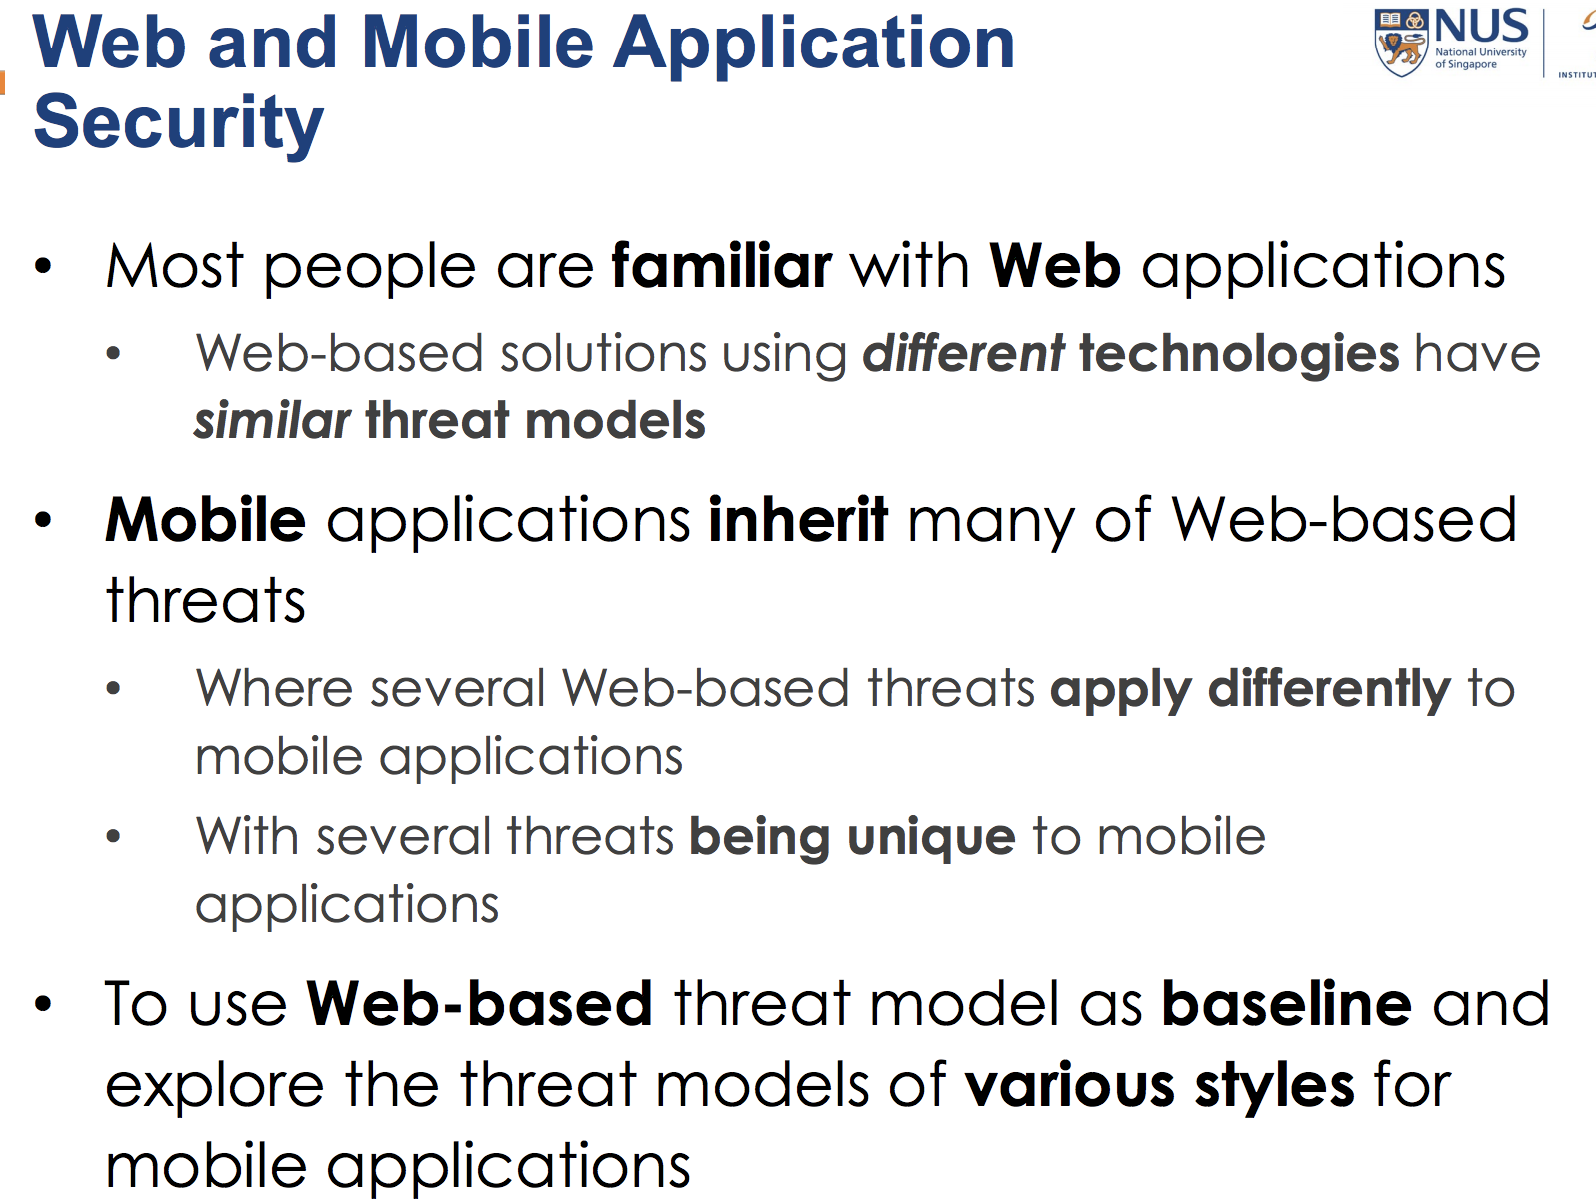 Web and Mobile Application
Security
NUS
National University
of Singapore
INSTITUT
• Most people are familiar with Web applications
• Web-based solutions using different technologies have
similar threat models
• Mobile applications inherit many of Web-based
threats
• Where several Web-based threats apply differently to
mobile applications
• With several threats being unique to mobile
applications
• To use Web-based threat model as baseline and
explore the threat models of various styles for
mobile applications